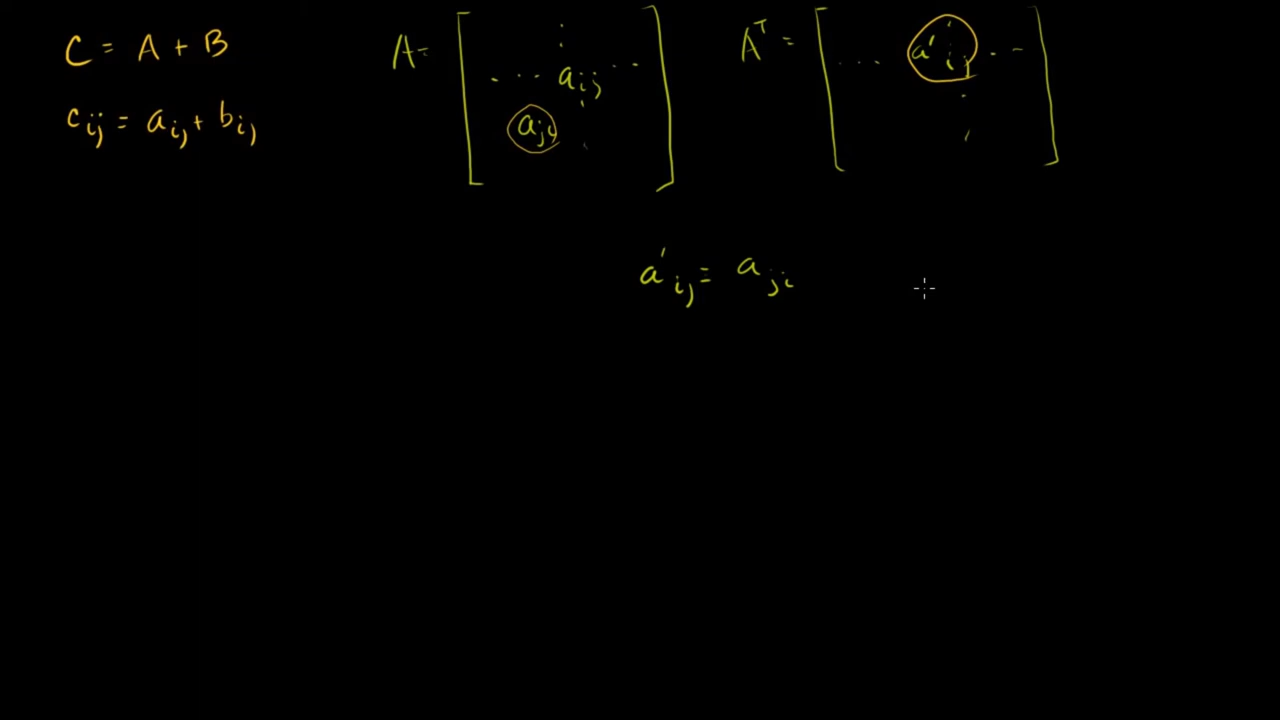 C = A + B
c_ij = a_ij + b_ij
A = [ ... a_ij ... a_ji ]
A^T = [ ... a'_ij ... ]
a'_ij = a_ji